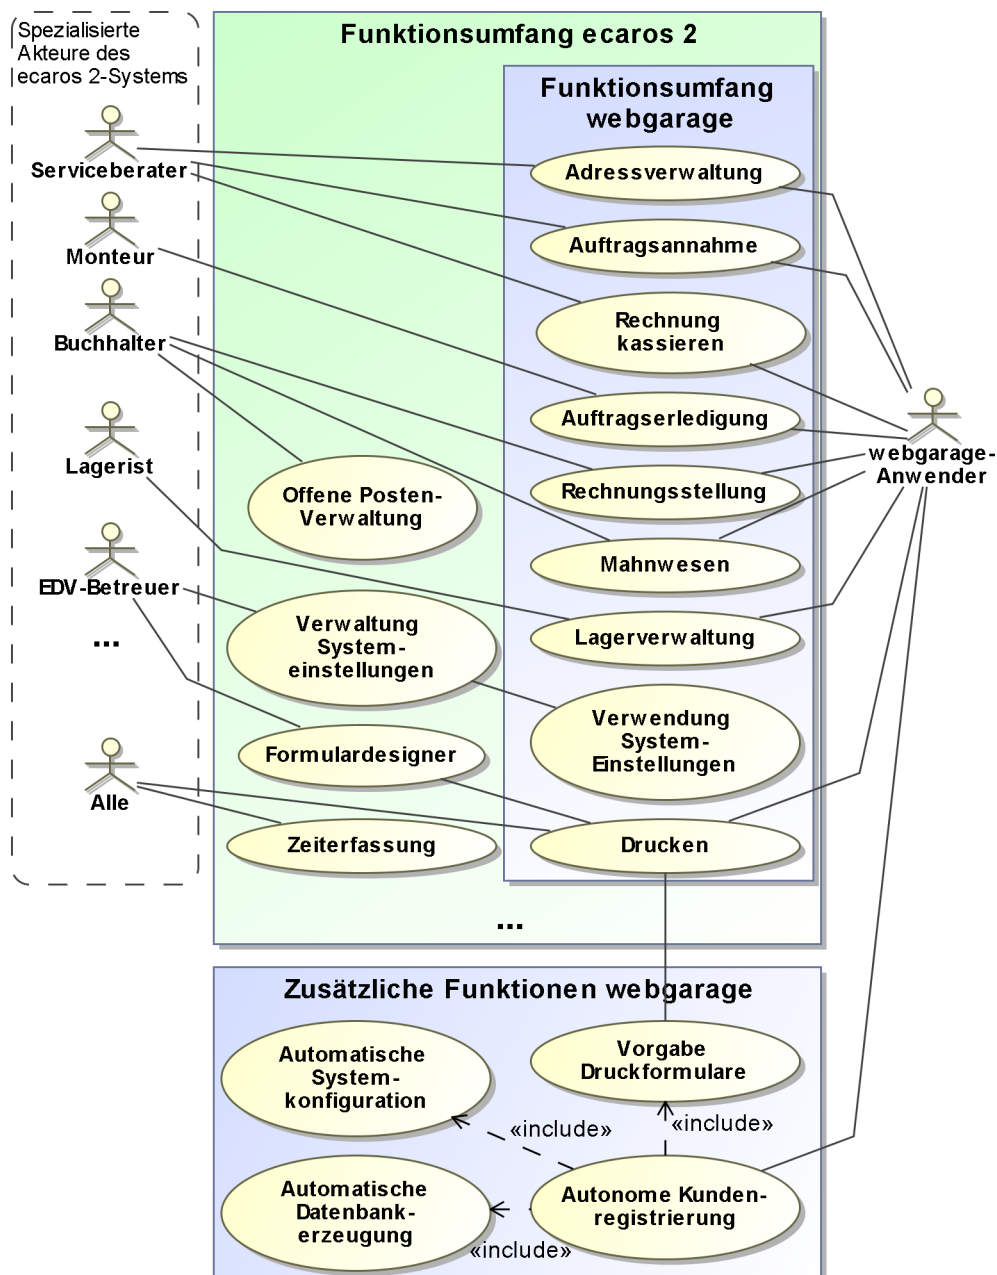 Spezialisierte
Akteure des
ecaros 2-Systems
Funktionsumfang ecaros 2
Funktionsumfang
webgarage
Serviceberater
Monteur
Buchhalter
Lagerist
EDV-Betreuer
...
Alle
Adressverwaltung
Auftragsannahme
Rechnung
kassieren
Auftragserledigung
Rechnungsstellung
Mahnwesen
Lagerverwaltung
Verwendung
System-
Einstellungen
Drucken
Offene Posten-
Verwaltung
Verwaltung
System-
einstellungen
Formulardesigner
Zeiterfassung
...
webgarage-
Anwender
Zusätzliche Funktionen webgarage
Automatische
System-
konfiguration
Vorgabe
Druckformulare
«include»
«include»
Automatische
Datenbank-
erzeugung
Autonome Kunden-
registrierung
«include»